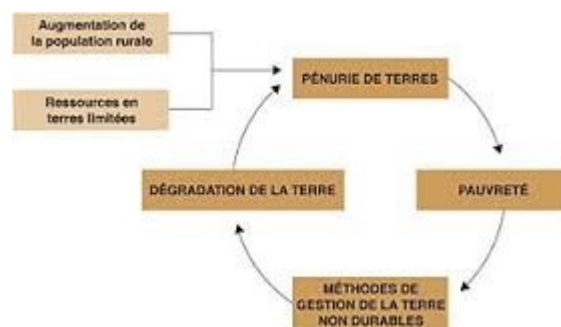 Augmentation de
la population rurale
Ressources en
terres limitées
PÉNURIE DE TERRES
PAUVRETÉ
MÉTHODES DE
GESTION DE LA TERRE
NON DURABLES
DÉGRADATION DE LA TERRE